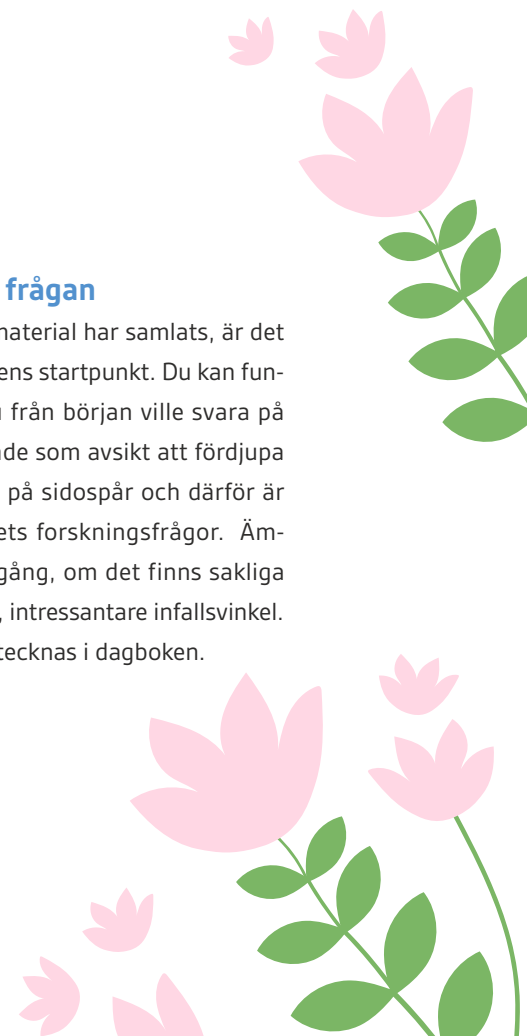 frågan
material har samlats, är det
ens startpunkt. Du kan fun-
från början ville svara på
de som avsikt att fördjupa
på sidospår och därför är
ets forskningsfrågor. Äm-
gång, om det finns sakliga
, intressantare infallsvinkel.
tecknas i dagboken.